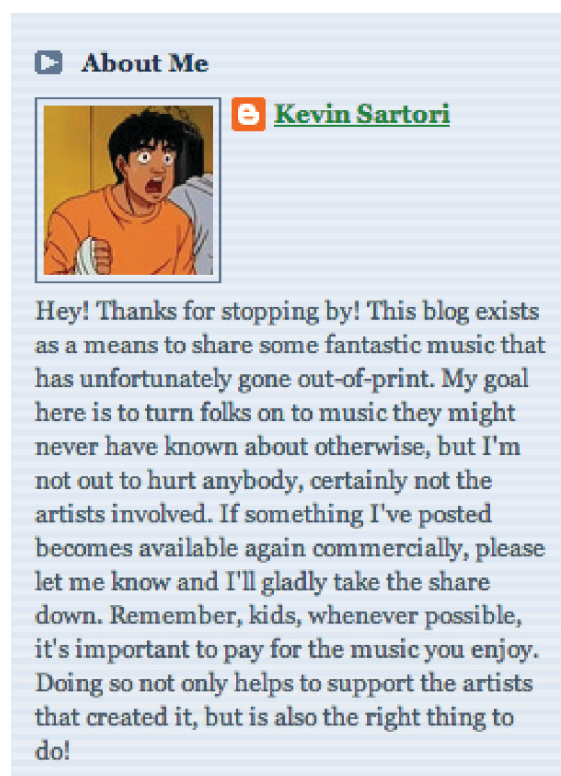 About Me
Kevin Sartori
Hey! Thanks for stopping by! This blog exists
as a means to share some fantastic music that
has unfortunately gone out-of-print. My goal
here is to turn folks on to music they might
never have known about otherwise, but I'm
not out to hurt anybody, certainly not the
artists involved. If something I've posted
becomes available again commercially, please
let me know and I'll gladly take the share
down. Remember, kids, whenever possible,
it's important to pay for the music you enjoy.
Doing so not only helps to support the artists
that created it, but is also the right thing to
do!